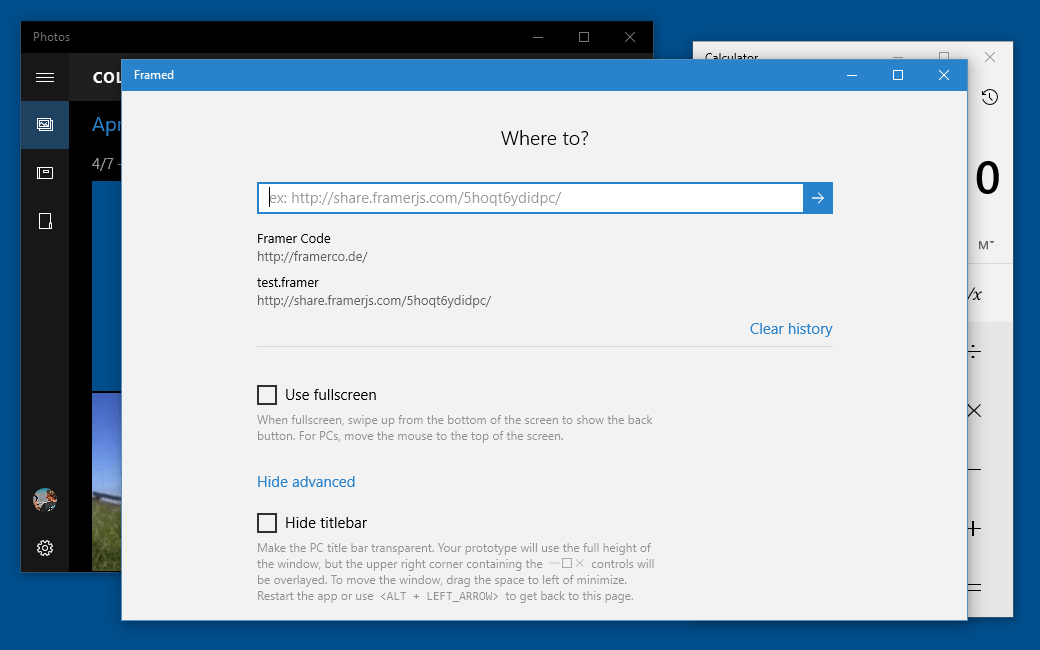 Photos
Calculator
COL
Apr
4/7 -
Framed
Where to?
ex: http://share.framerjs.com/5hoqt6ydidpc/
Framer Code
http://framerco.de/
test.framer
http://share.framerjs.com/5hoqt6ydidpc/
Clear history
Use fullscreen
When fullscreen, swipe up from the bottom of the screen to show the back
button. For PCs, move the mouse to the top of the screen.
Hide advanced
Hide titlebar
Make the PC title bar transparent. Your prototype will use the full height of
the window, but the upper right corner containing the —☐✕ controls will
be overlayed. To move the window, drag the space to left of minimize.
Restart the app or use <ALT + LEFT_ARROW> to get back to this page.
0
M˅
/x
÷
×
−
+
=